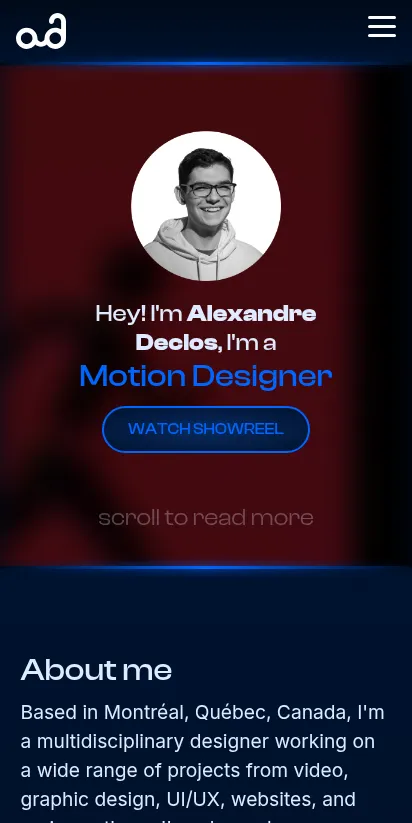 ad
Hey! I'm Alexandre
Declos, I'm a
Motion Designer
WATCH SHOWREEL
scroll to read more
About me
Based in Montréal, Québec, Canada, I'm
a multidisciplinary designer working on
a wide range of projects from video,
graphic design, UI/UX, websites, and